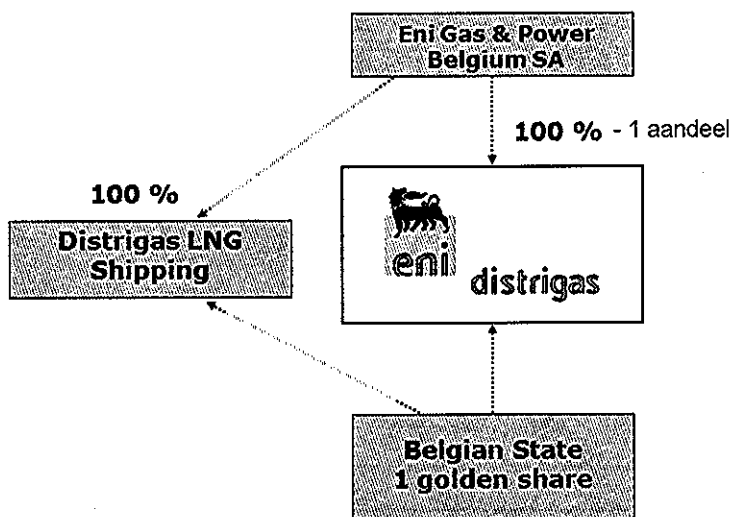 Eni Gas & Power
Belgium SA
100 % - 1 aandeel
100 %
Distrigas LNG
Shipping
eni
distrigas
Belgian State
1 golden share